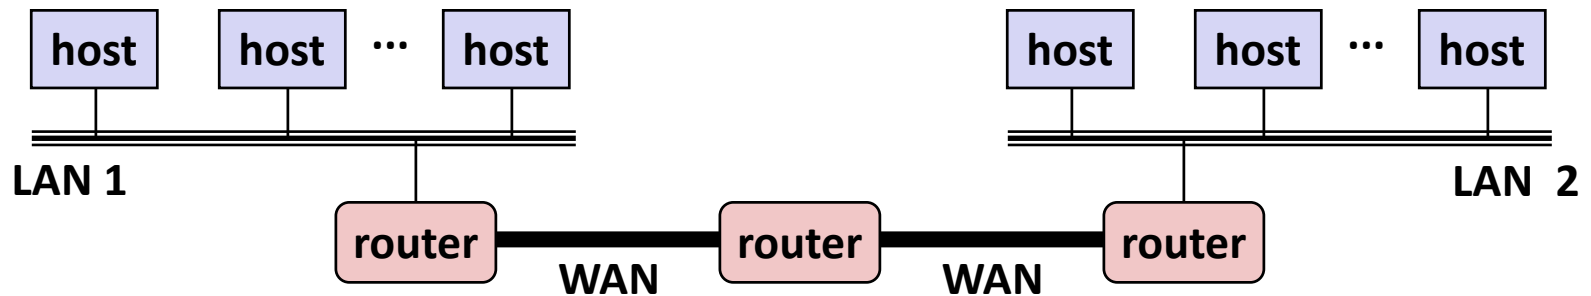 host host ... host host host ... host
LAN 1 LAN 2
router router router
WAN WAN